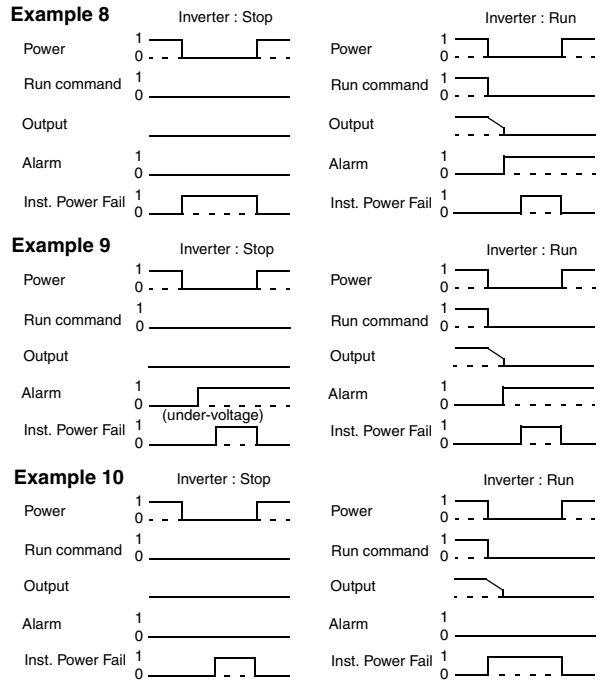 Example 8
Inverter : Stop
Inverter : Run
Power
1
0
Power
1
0
Run command
1
0
Run command
1
0
Output
Output
Alarm
1
0
Alarm
1
0
Inst. Power Fail
1
0
Inst. Power Fail
1
0
Example 9
Inverter : Stop
Inverter : Run
Power
1
0
Power
1
0
Run command
1
0
Run command
1
0
Output
Output
Alarm
1
0
(under-voltage)
Alarm
1
0
Inst. Power Fail
1
0
Inst. Power Fail
1
0
Example 10
Inverter : Stop
Inverter : Run
Power
1
0
Power
1
0
Run command
1
0
Run command
1
0
Output
Output
Alarm
1
0
Alarm
1
0
Inst. Power Fail
1
0
Inst. Power Fail
1
0